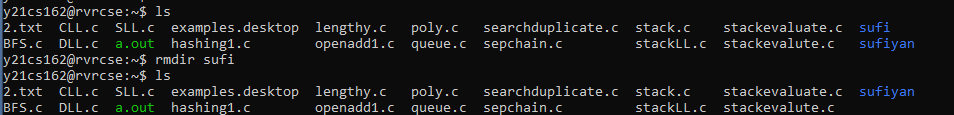 y21cs162@rvrcse:~$ ls
2.txt  CLL.c  SLL.c  examples.desktop  lengthy.c  poly.c  searchduplicate.c  stack.c  stackevaluate.c  sufi
BFS.c  DLL.c  a.out  hashing1.c  openadd1.c  queue.c  sepchain.c  stackLL.c  stackevalute.c  sufiyan
y21cs162@rvrcse:~$ rmdir sufi
y21cs162@rvrcse:~$ ls
2.txt  CLL.c  SLL.c  examples.desktop  lengthy.c  poly.c  searchduplicate.c  stack.c  stackevaluate.c  sufiyan
BFS.c  DLL.c  a.out  hashing1.c  openadd1.c  queue.c  sepchain.c  stackLL.c  stackevalute.c